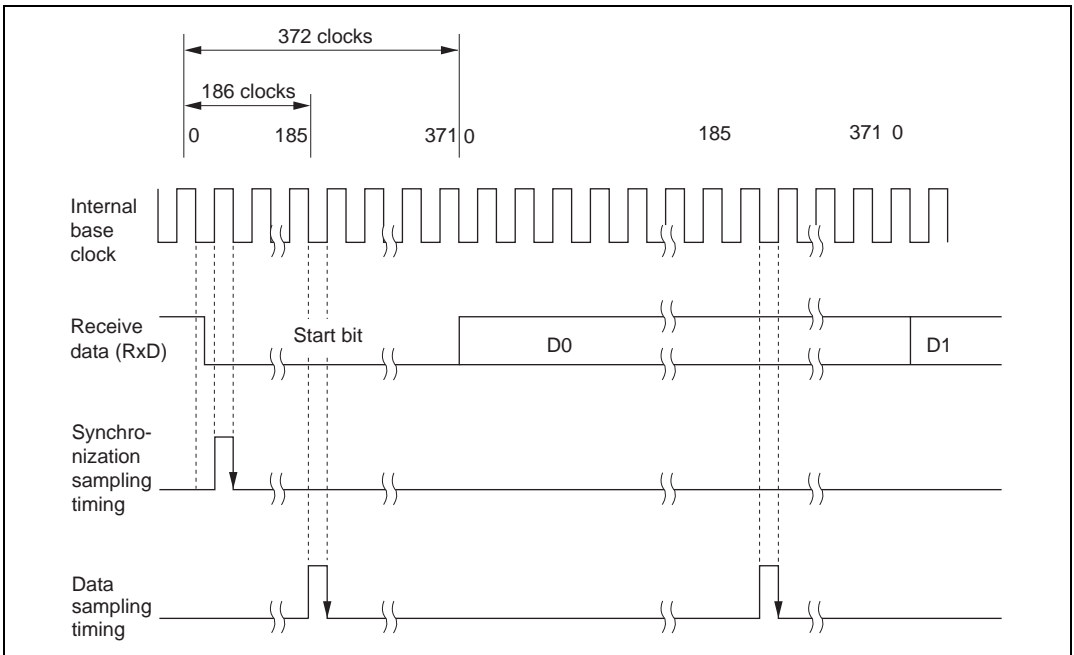 372 clocks
186 clocks
0 185 371 0 185 371 0
Internal
base
clock
Receive
data (RxD)
Start bit
D0
D1
Synchro-
nization
sampling
timing
Data
sampling
timing